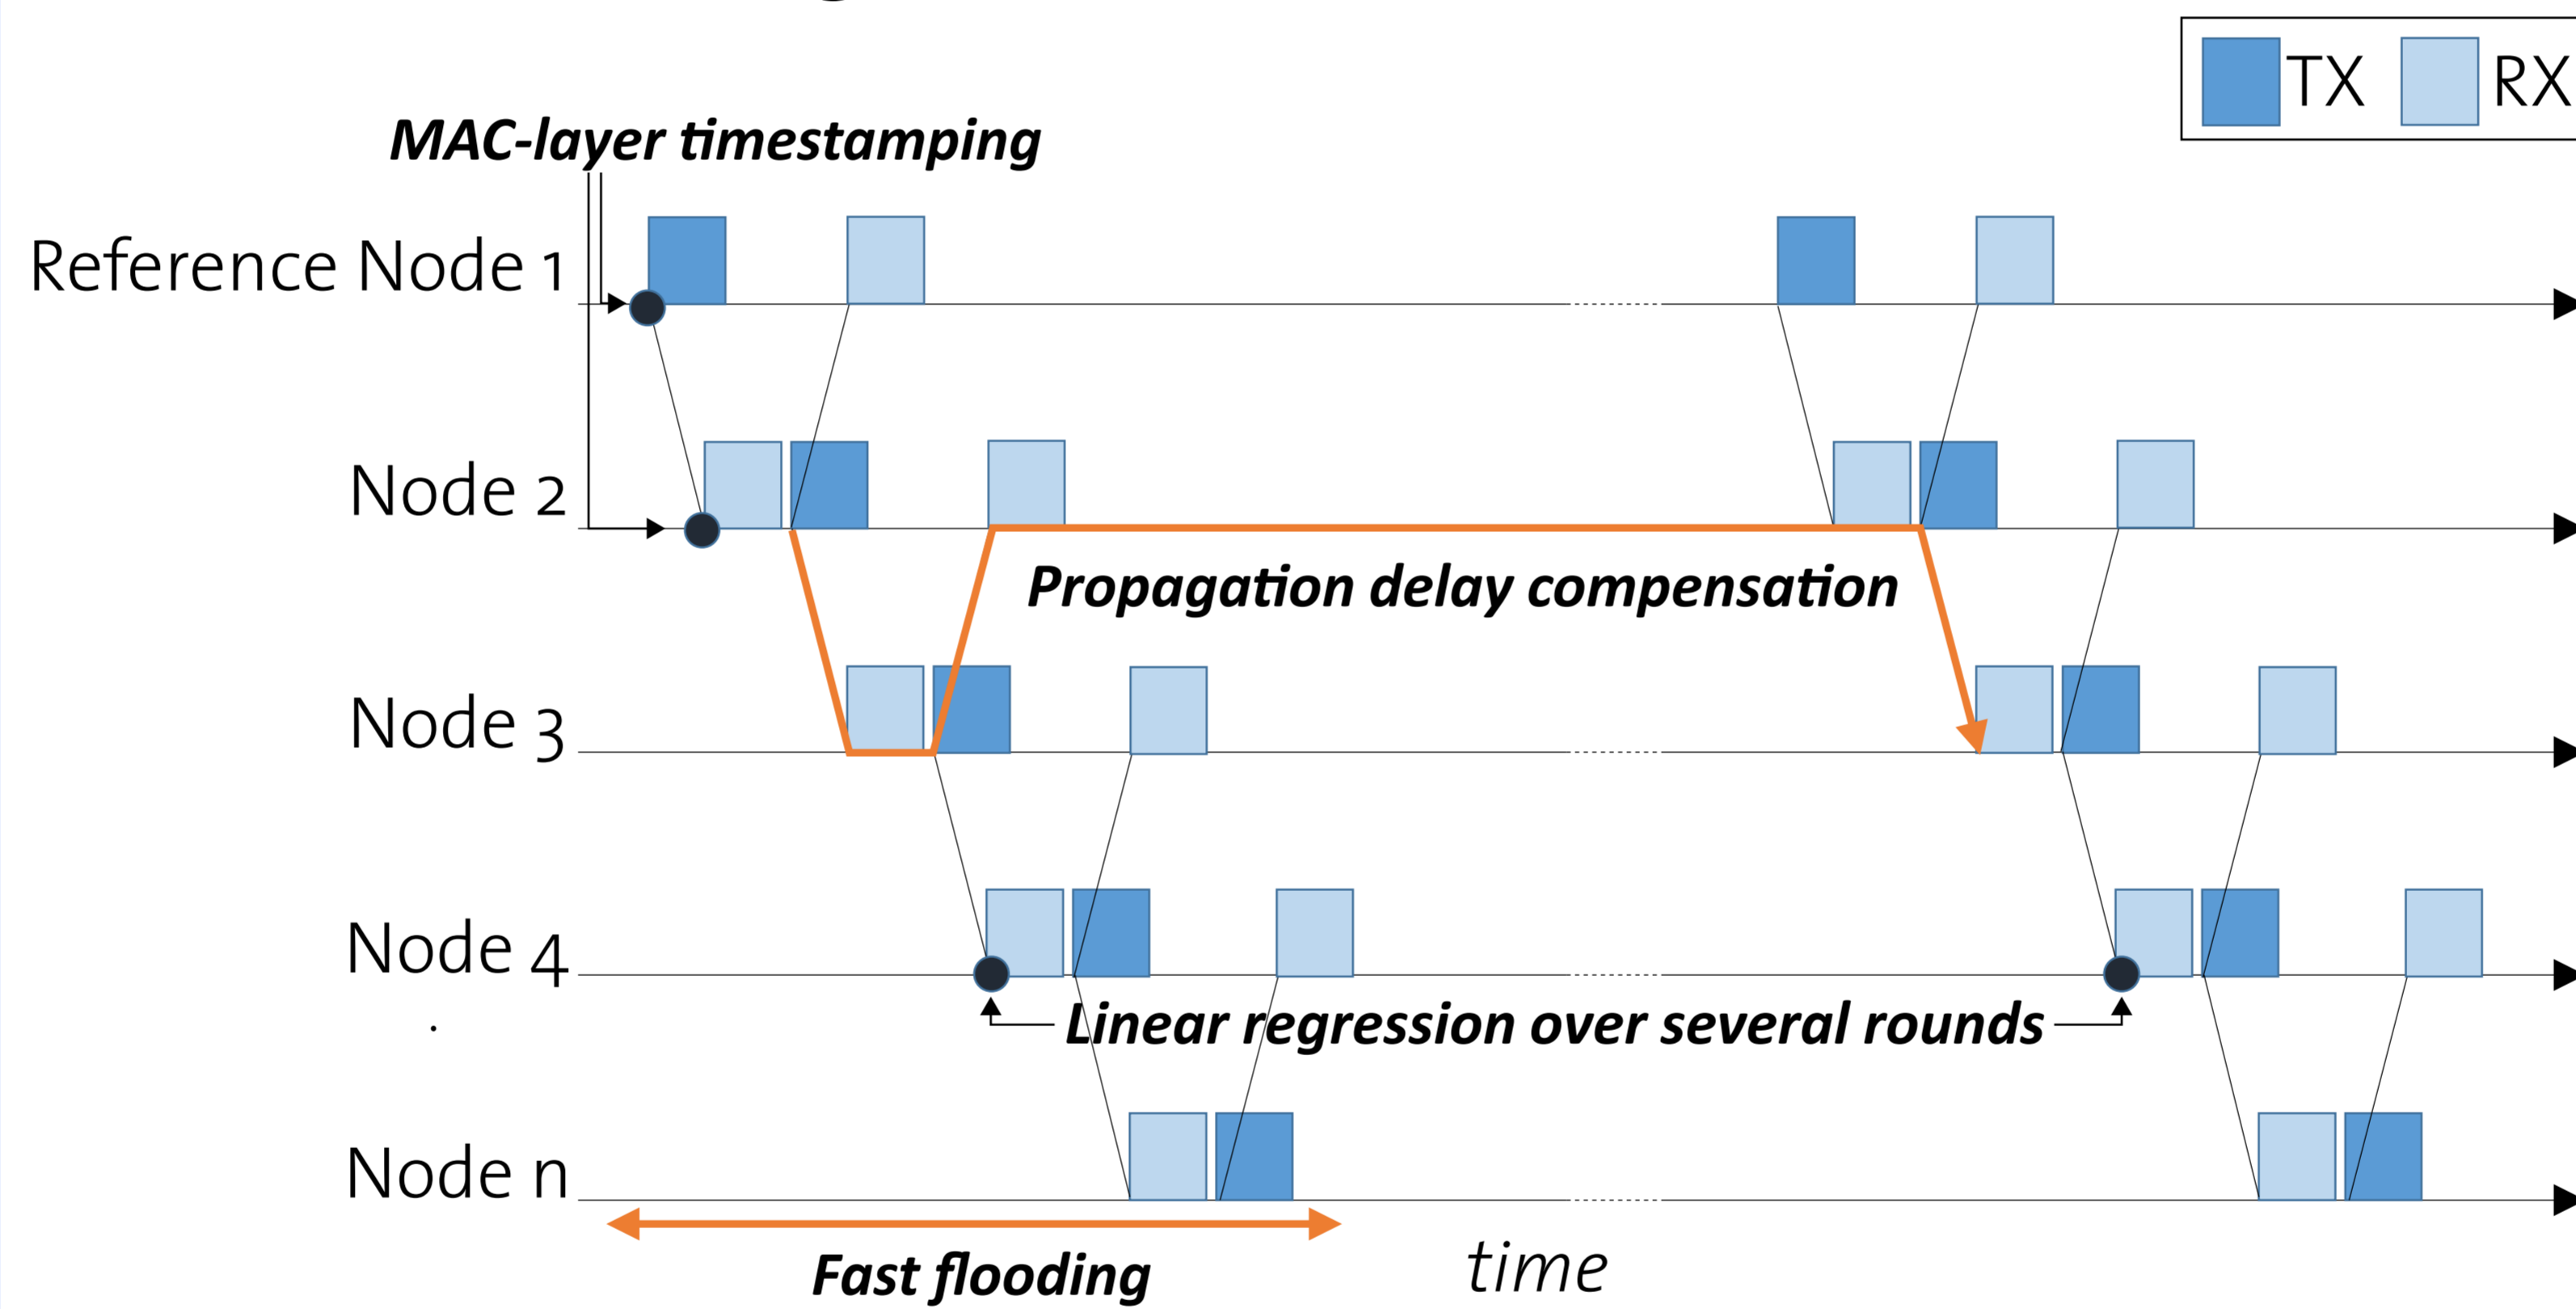 TX RX
MAC-layer timestamping
Reference Node 1
Node 2
Propagation delay compensation
Node 3
Node 4
.
Linear regression over several rounds
Node n
Fast flooding
time